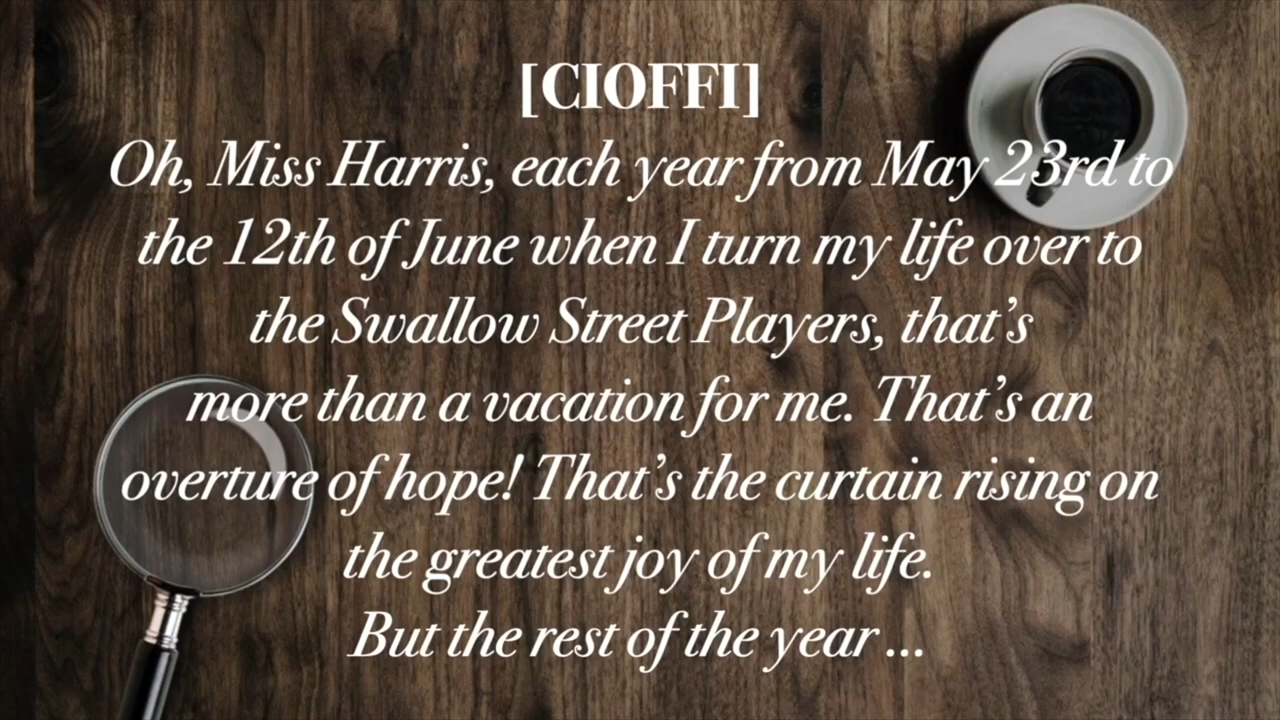 [CIOFFI]
Oh, Miss Harris, each year from May 23rd to
the 12th of June when I turn my life over to
the Swallow Street Players, that’s
more than a vacation for me. That’s an
overture of hope! That’s the curtain rising on
the greatest joy of my life.
But the rest of the year ...